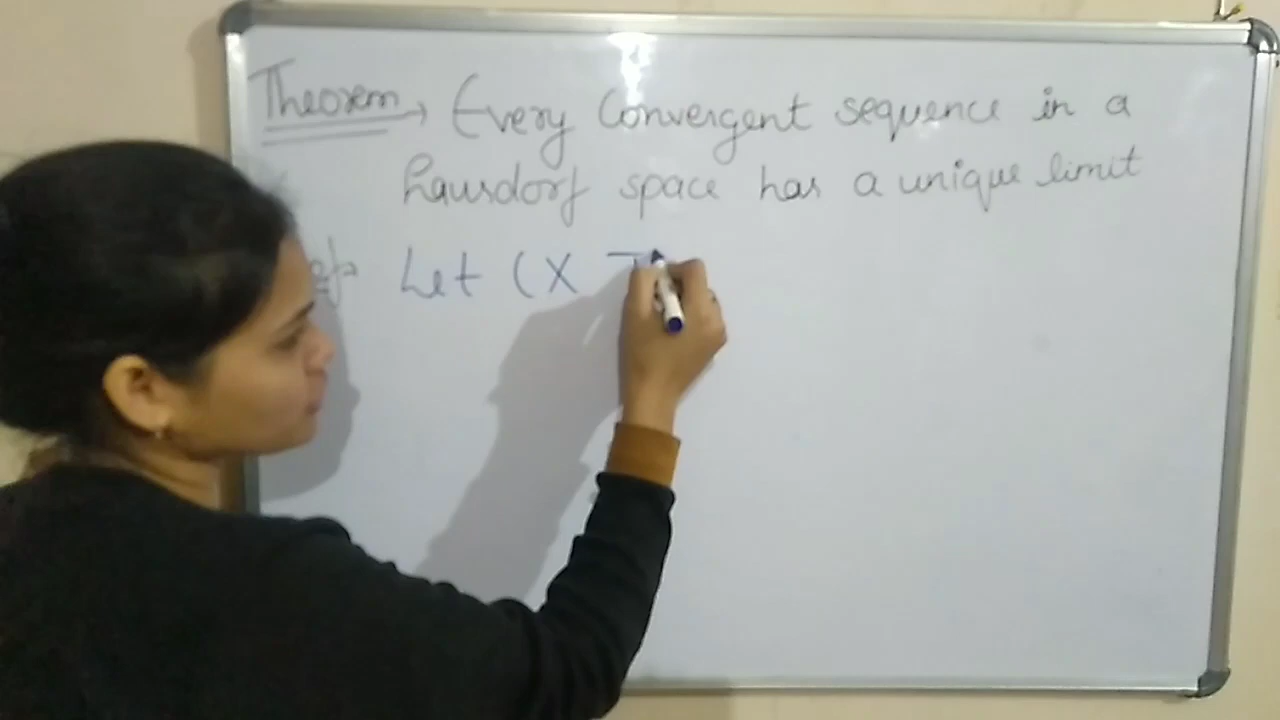 Theorem → Every Convergent sequence in a
hausdorf space has a unique limit
Let (X T